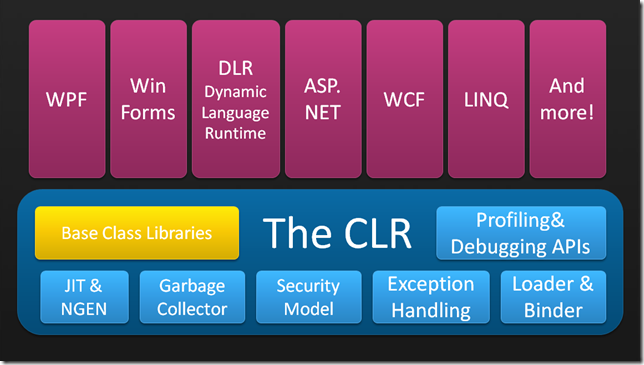 WPF
Win
Forms
DLR
Dynamic
Language
Runtime
ASP.
NET
WCF
LINQ
And
more!
Base Class Libraries
The CLR
Profiling&
Debugging APIs
JIT &
NGEN
Garbage
Collector
Security
Model
Exception
Handling
Loader &
Binder